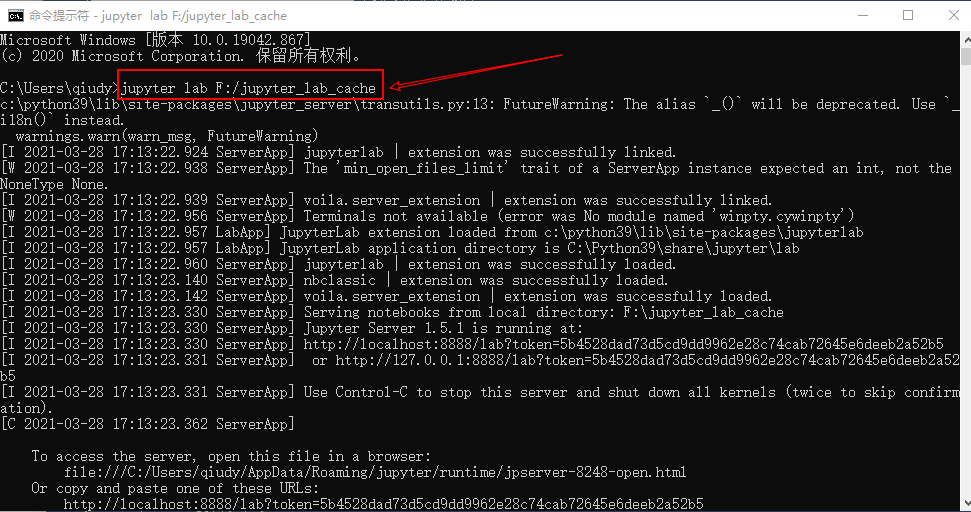 命令提示符 - jupyter lab F:/jupyter_lab_cache
Microsoft Windows [版本 10.0.19042.867]
(c) 2020 Microsoft Corporation. 保留所有权利。
C:\Users\qiudy>jupyter lab F:/jupyter_lab_cache
c:\python39\lib\site-packages\jupyter_server\transutils.py:13: FutureWarning: The alias `_()` will be deprecated. Use `_
i18n()` instead.
warnings.warn(warn_msg, FutureWarning)
[I 2021-03-28 17:13:22.924 ServerApp] jupyterlab | extension was successfully linked.
[W 2021-03-28 17:13:22.938 ServerApp] The 'min_open_files_limit' trait of a ServerApp instance expected an int, not the
NoneType None.
[I 2021-03-28 17:13:22.939 ServerApp] voila.server_extension | extension was successfully linked.
[W 2021-03-28 17:13:22.956 ServerApp] Terminals not available (error was No module named 'winpty.cywinpty')
[I 2021-03-28 17:13:22.957 LabApp] JupyterLab extension loaded from c:\python39\lib\site-packages\jupyterlab
[I 2021-03-28 17:13:22.957 LabApp] JupyterLab application directory is C:\Python39\share\jupyter\lab
[I 2021-03-28 17:13:22.960 ServerApp] jupyterlab | extension was successfully loaded.
[I 2021-03-28 17:13:23.140 ServerApp] nbclassic | extension was successfully loaded.
[I 2021-03-28 17:13:23.142 ServerApp] voila.server_extension | extension was successfully loaded.
[I 2021-03-28 17:13:23.330 ServerApp] Serving notebooks from local directory: F:\jupyter_lab_cache
[I 2021-03-28 17:13:23.330 ServerApp] Jupyter Server 1.5.1 is running at:
[I 2021-03-28 17:13:23.330 ServerApp] http://localhost:8888/lab?token=5b4528dad73d5cd9dd9962e28c74cab72645e6deeb2a52b5
[I 2021-03-28 17:13:23.331 ServerApp]  or http://127.0.0.1:8888/lab?token=5b4528dad73d5cd9dd9962e28c74cab72645e6deeb2a52
b5
[I 2021-03-28 17:13:23.331 ServerApp] Use Control-C to stop this server and shut down all kernels (twice to skip confirm
ation).
[C 2021-03-28 17:13:23.362 ServerApp]
To access the server, open this file in a browser:
file:///C:/Users/qiudy/AppData/Roaming/jupyter/runtime/jpserver-8248-open.html
Or copy and paste one of these URLs:
http://localhost:8888/lab?token=5b4528dad73d5cd9dd9962e28c74cab72645e6deeb2a52b5